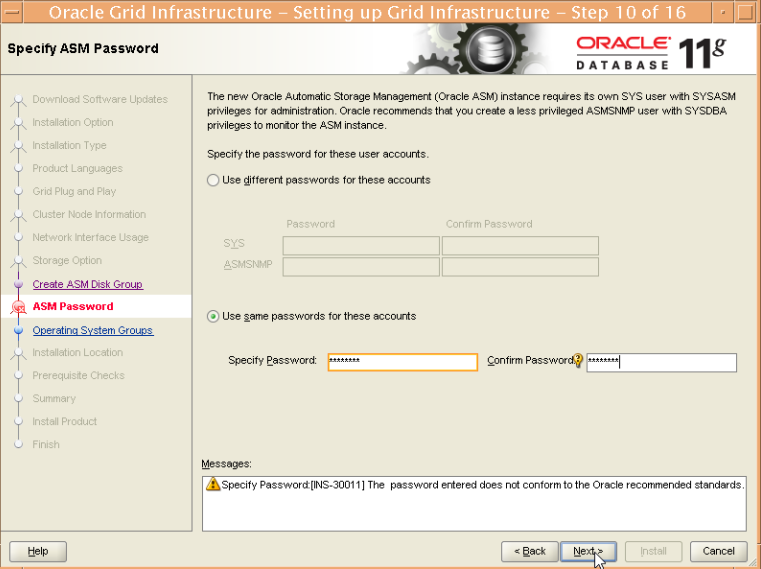 Oracle Grid Infrastructure – Setting up Grid Infrastructure – Step 10 of 16
Specify ASM Password
ORACLE
DATABASE
11g
Download Software Updates
Installation Option
Installation Type
Product Languages
Grid Plug and Play
Cluster Node Information
Network Interface Usage
Storage Option
Create ASM Disk Group
ASM Password
Operating System Groups
Installation Location
Prerequisite Checks
Summary
Install Product
Finish
The new Oracle Automatic Storage Management (Oracle ASM) instance requires its own SYS user with SYSASM
privileges for administration. Oracle recommends that you create a less privileged ASMSNMP user with SYSDBA
privileges to monitor the ASM instance.
Specify the password for these user accounts.
Use different passwords for these accounts
Password Confirm Password
SYS
ASMSNMP
Use same passwords for these accounts
Specify Password: ******** Confirm Password: ********
Messages:
Specify Password:[INS-30011] The password entered does not conform to the Oracle recommended standards.
Help < Back Next > Install Cancel